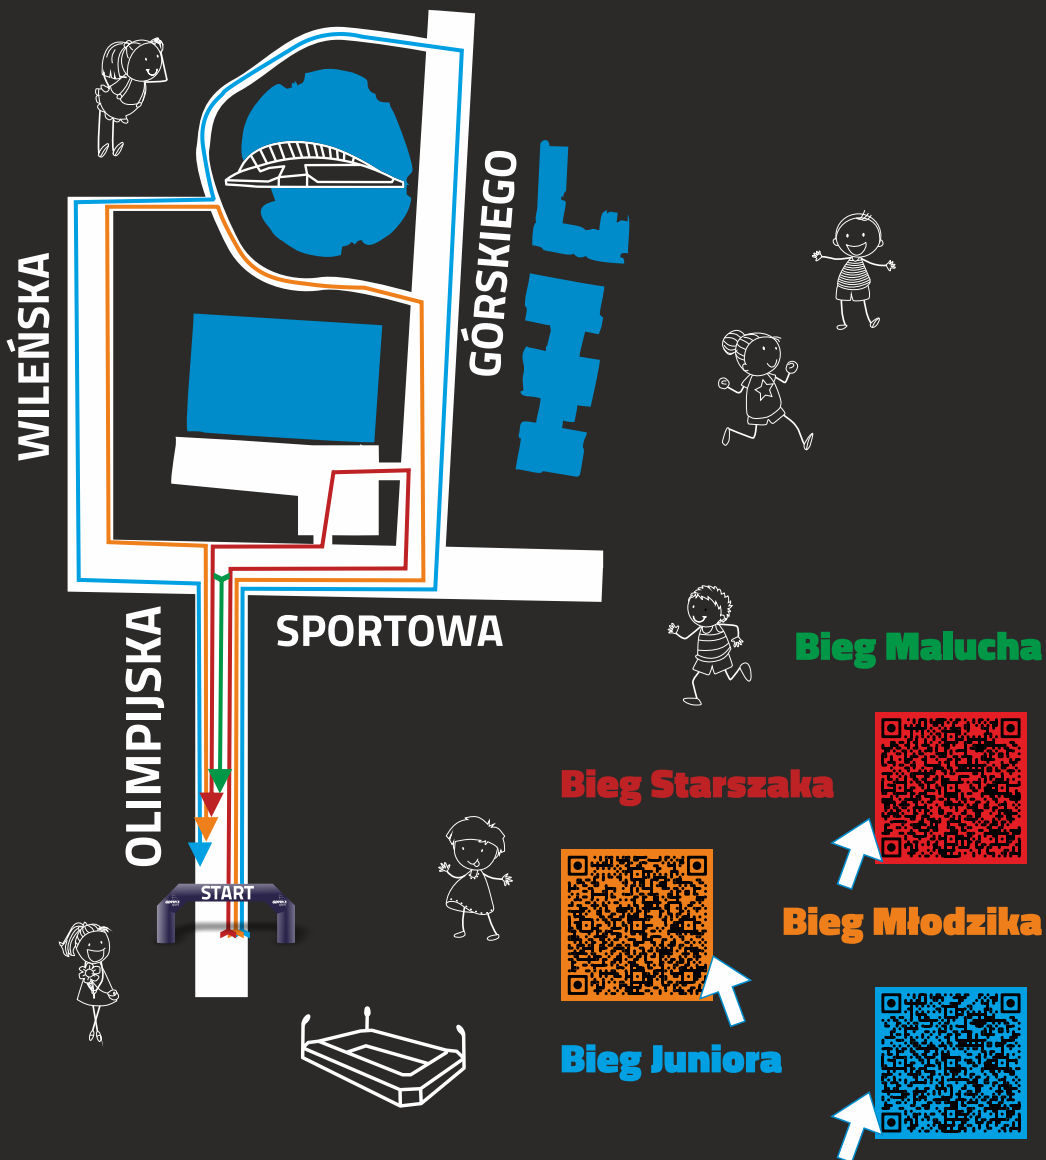 GÓRSKIEGO
WILEŃSKA
SPORTOWA
OLIMPIJSKA
START
Bieg Malucha
Bieg Starszaka
Bieg Młodzika
Bieg Juniora